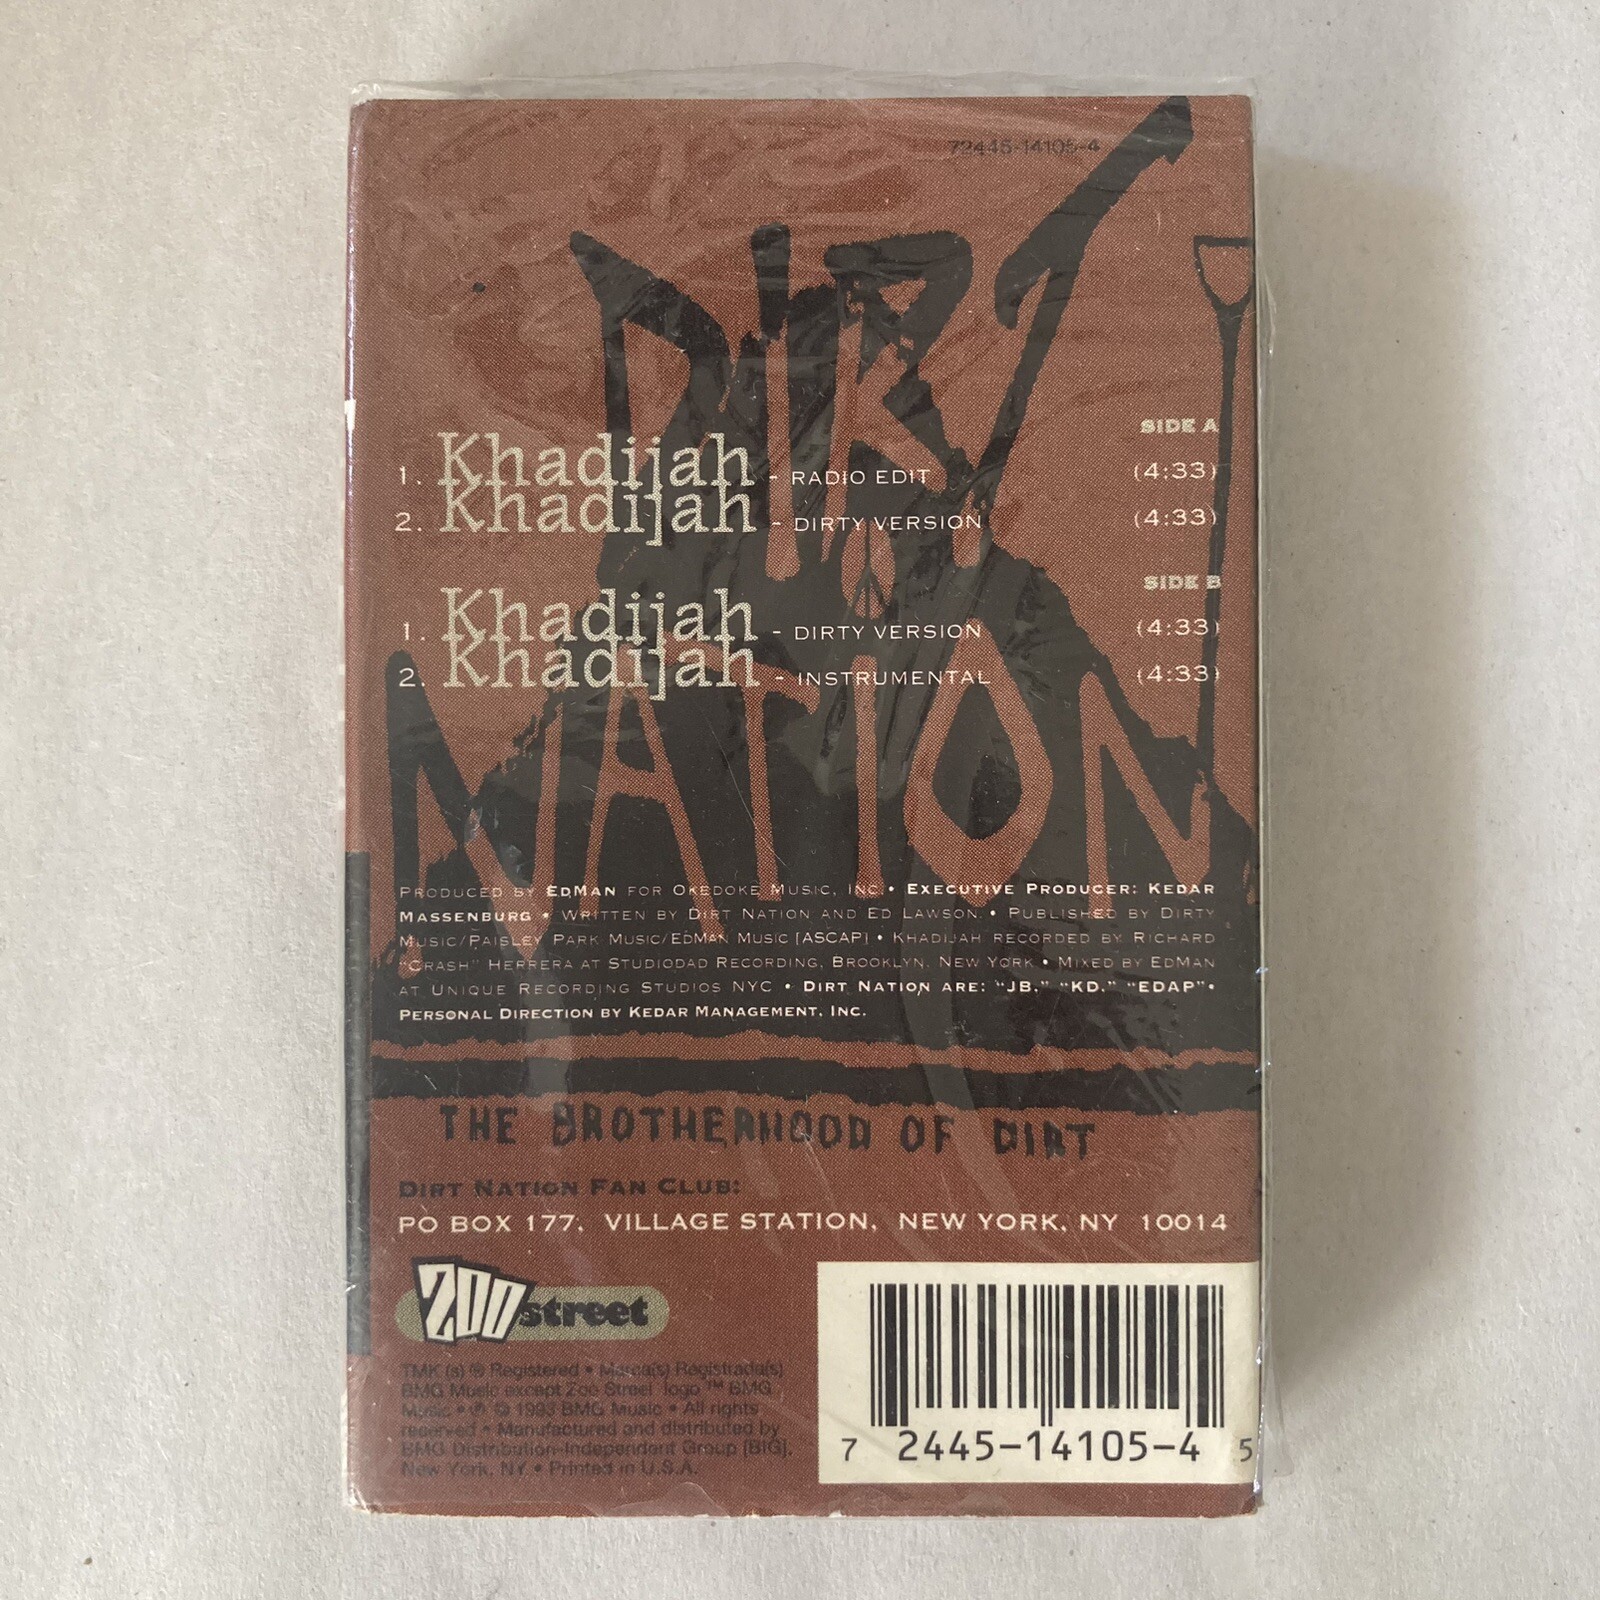 72445-14105-4
DIRT
NATION
SIDE A
1. Khadijah - RADIO EDIT (4:33)
2. Khadijah - DIRTY VERSION (4:33)
SIDE B
1. Khadijah - DIRTY VERSION (4:33)
2. Khadijah - INSTRUMENTAL (4:33)
PRODUCED BY EDMAN FOR OKEDOKE MUSIC, INC. • EXECUTIVE PRODUCER: KEDAR
MASSENBURG • WRITTEN BY DIRT NATION AND ED LAWSON. • PUBLISHED BY DIRTY
MUSIC/PAISLEY PARK MUSIC/EDMAN MUSIC [ASCAP] • KHADIJAH RECORDED BY RICHARD
"CRASH" HERRERA AT STUDIODAD RECORDING, BROOKLYN, NEW YORK • MIXED BY EDMAN
AT UNIQUE RECORDING STUDIOS NYC • DIRT NATION ARE: "JB," "KD," "EDAP" •
PERSONAL DIRECTION BY KEDAR MANAGEMENT, INC.
THE BROTHERHOOD OF DIRT
DIRT NATION FAN CLUB:
PO BOX 177, VILLAGE STATION, NEW YORK, NY 10014
ZOO street
TMK(s) ® Registered • Marca(s) Registrada(s)
BMG Music except Zoo Street logo ™ BMG
Music • ℗ © 1993 BMG Music • All rights
reserved • Manufactured and distributed by
BMG Distribution-Independent Group [BIG],
New York, NY • Printed in U.S.A.
7 2445-14105-4 5